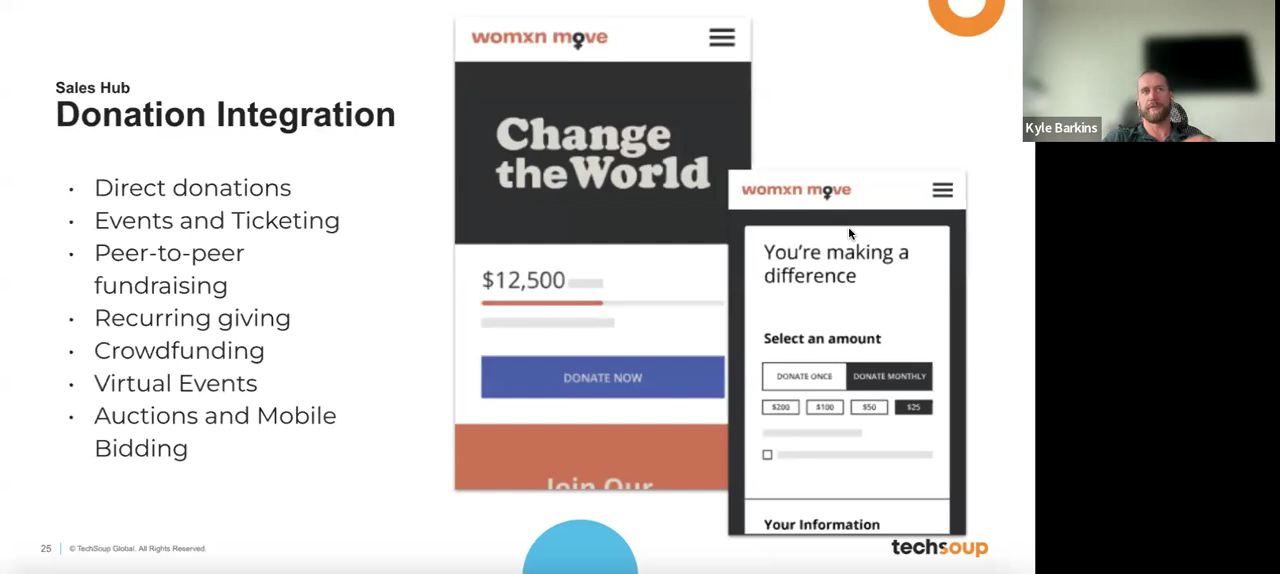 Sales Hub
Donation Integration
• Direct donations
• Events and Ticketing
• Peer-to-peer
fundraising
• Recurring giving
• Crowdfunding
• Virtual Events
• Auctions and Mobile
Bidding
womxn move
Change
the World
$12,500
DONATE NOW
Join Our
womxn move
You’re making a
difference
Select an amount
DONATE ONCE DONATE MONTHLY
$200 $100 $50 $25
Your Information
Kyle Barkins
25 © TechSoup Global. All Rights Reserved.
techsoup